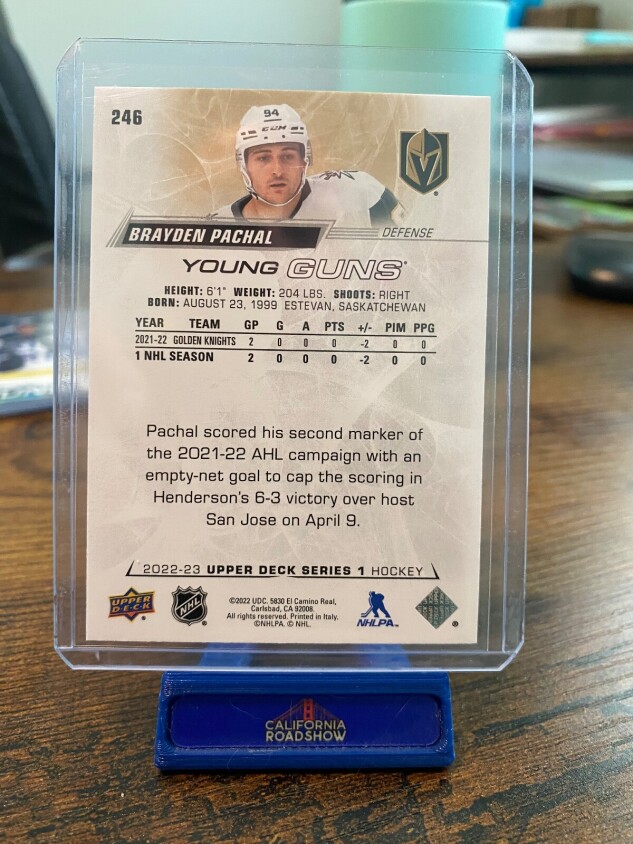 246
94
CCM
BRAYDEN PACHAL
DEFENSE
YOUNG GUNS®
HEIGHT: 6'1" WEIGHT: 204 LBS. SHOOTS: RIGHT
BORN: AUGUST 23, 1999 ESTEVAN, SASKATCHEWAN
YEAR TEAM GP G A PTS +/- PIM PPG
2021-22 GOLDEN KNIGHTS 2 0 0 0 -2 0 0
1 NHL SEASON 2 0 0 0 -2 0 0
Pachal scored his second marker of
the 2021-22 AHL campaign with an
empty-net goal to cap the scoring in
Henderson's 6-3 victory over host
San Jose on April 9.
2022-23 UPPER DECK SERIES 1 HOCKEY
UPPER
D·E·C·K
NHL
©2022 UDC. 5830 El Camino Real,
Carlsbad, CA 92008.
All rights reserved. Printed in Italy.
©NHLPA. © NHL.
NHLPA™
®
CALIFORNIA
ROADSHOW